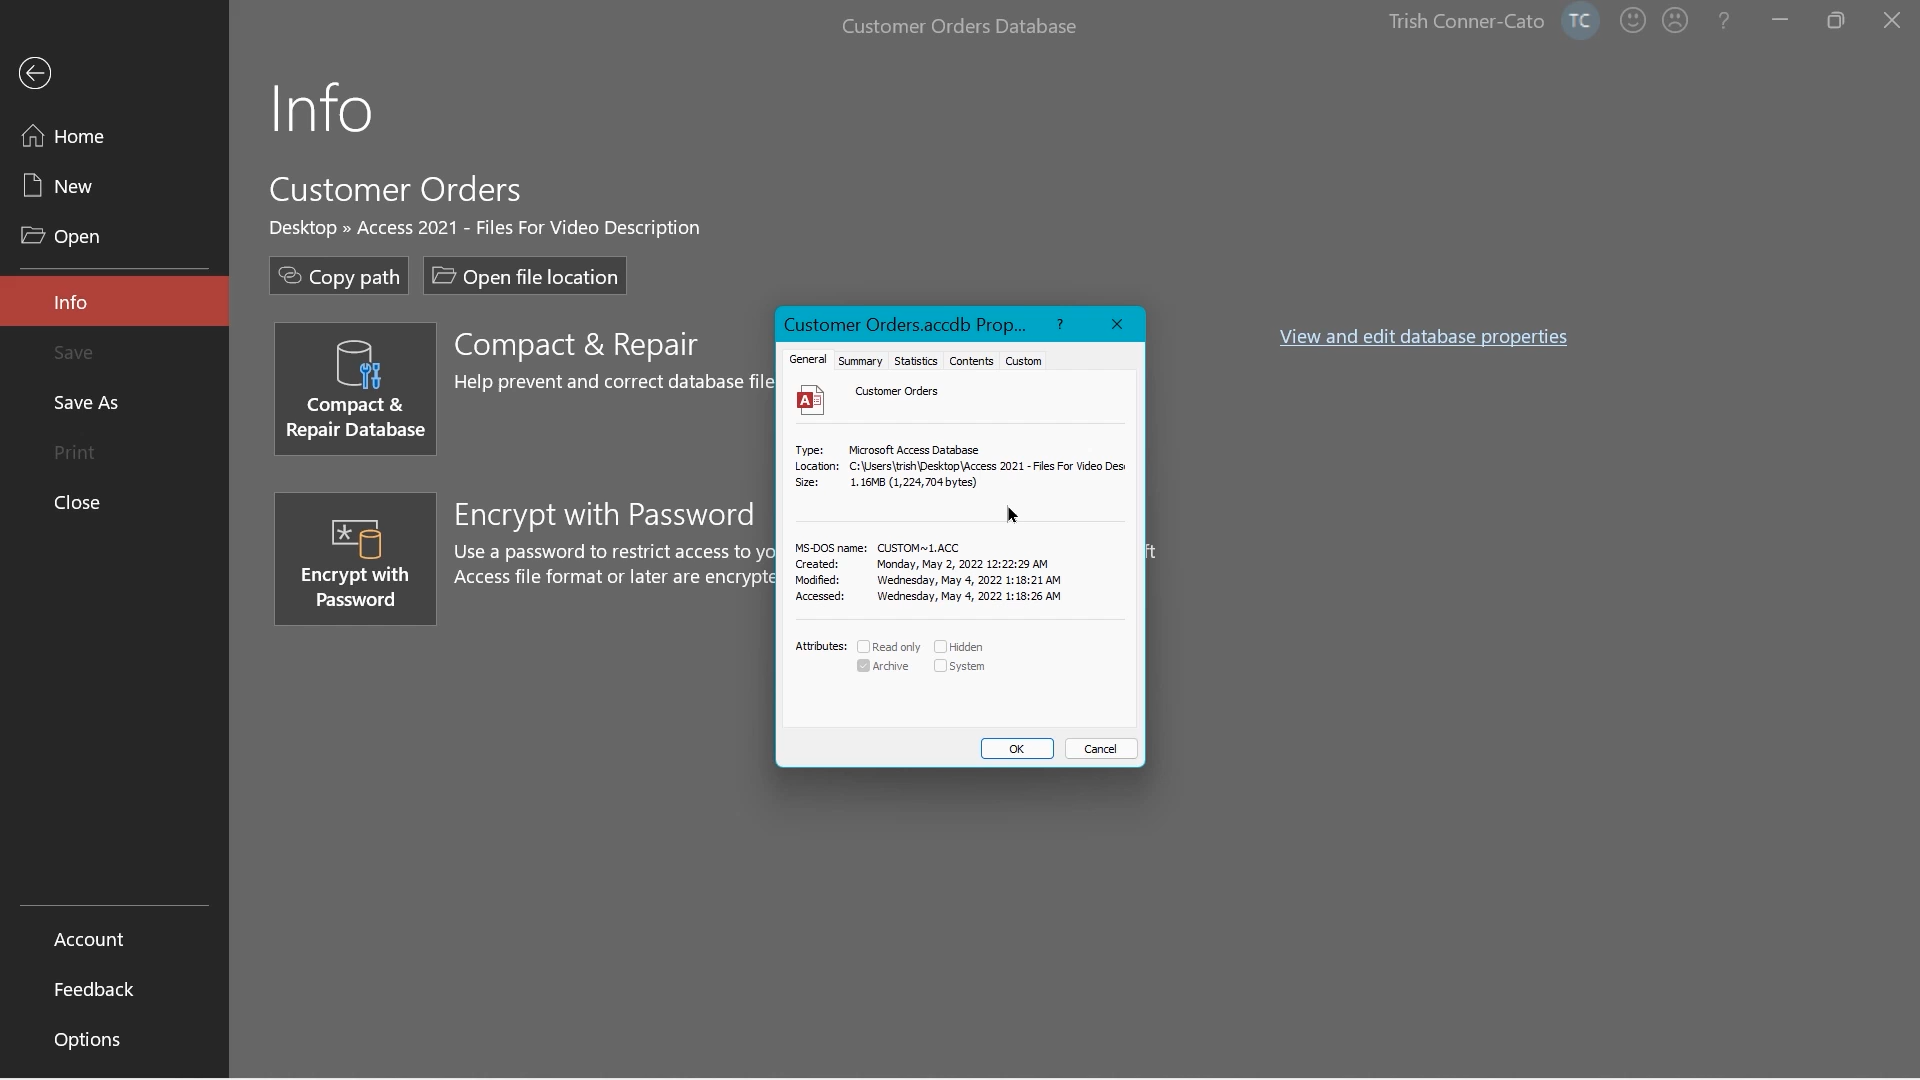 Customer Orders Database
Trish Conner-Cato
TC
?
Info
Home
New
Open
Info
Save
Save As
Print
Close
Account
Feedback
Options
Customer Orders
Desktop » Access 2021 - Files For Video Description
Copy path
Open file location
Compact &
Repair Database
Compact & Repair
Help prevent and correct database file
Encrypt with
Password
Encrypt with Password
Use a password to restrict access to yo
ft
Access file format or later are encrypte
View and edit database properties
Customer Orders.accdb Prop...
?
General
Summary
Statistics
Contents
Custom
A
Customer Orders
Type: Microsoft Access Database
Location: C:\Users\trish\Desktop\Access 2021 - Files For Video Des
Size: 1.16MB (1,224,704 bytes)
MS-DOS name: CUSTOM~1.ACC
Created: Monday, May 2, 2022 12:22:29 AM
Modified: Wednesday, May 4, 2022 1:18:21 AM
Accessed: Wednesday, May 4, 2022 1:18:26 AM
Attributes: Read only Hidden
Archive System
OK
Cancel